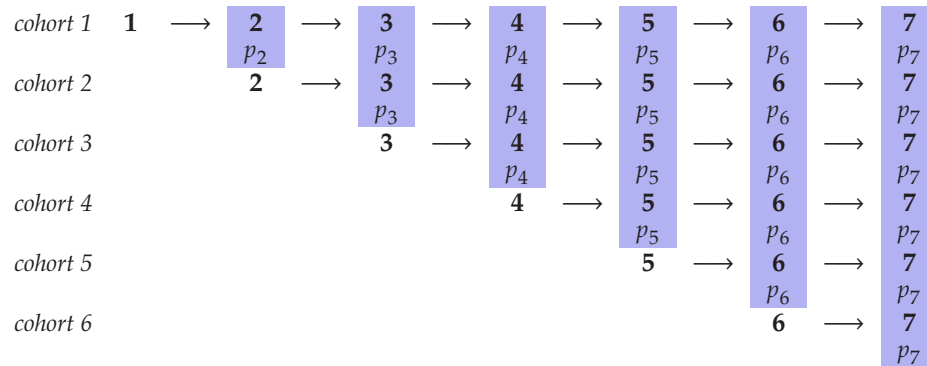 cohort 1 1 ⟶ 2 ⟶ 3 ⟶ 4 ⟶ 5 ⟶ 6 ⟶ 7
p₂ p₃ p₄ p₅ p₆ p₇
cohort 2 2 ⟶ 3 ⟶ 4 ⟶ 5 ⟶ 6 ⟶ 7
p₃ p₄ p₅ p₆ p₇
cohort 3 3 ⟶ 4 ⟶ 5 ⟶ 6 ⟶ 7
p₄ p₅ p₆ p₇
cohort 4 4 ⟶ 5 ⟶ 6 ⟶ 7
p₅ p₆ p₇
cohort 5 5 ⟶ 6 ⟶ 7
p₆ p₇
cohort 6 6 ⟶ 7
p₇